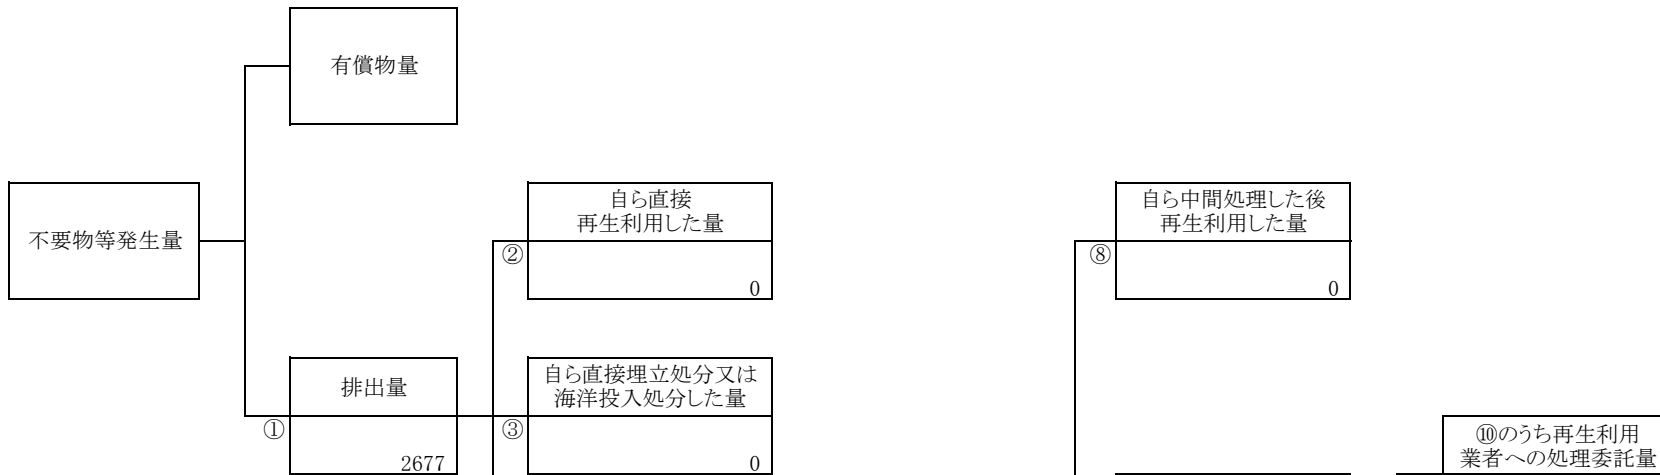 有償物量
不要物等発生量
自ら直接
再生利用した量
②
0
自ら中間処理した後
再生利用した量
⑧
0
排出量
①
2677
自ら直接埋立処分又は
海洋投入処分した量
③
0
⑩のうち再生利用
業者への処理委託量